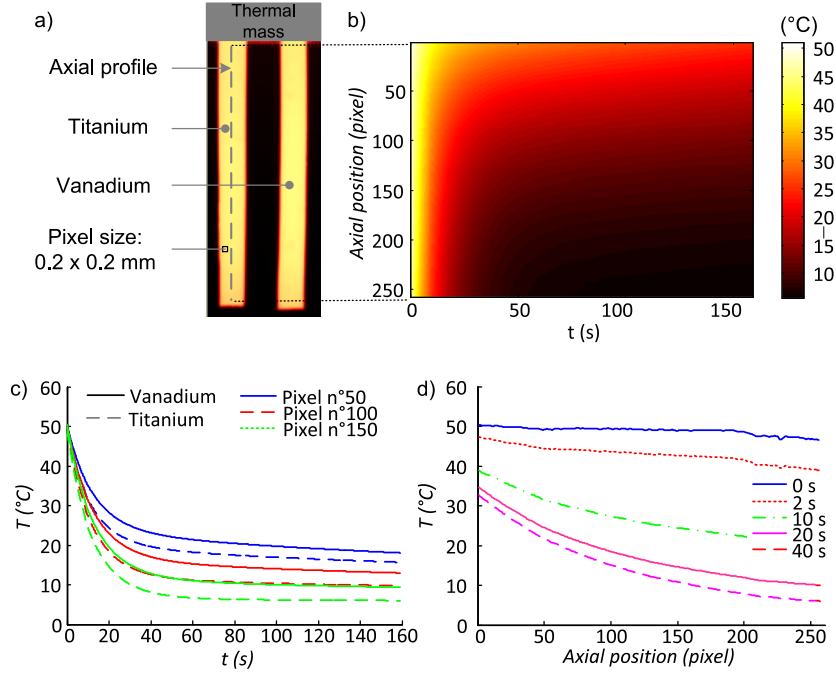 a)
Thermal
mass
Axial profile
Titanium
Vanadium
Pixel size:
0.2 x 0.2 mm
b)
Axial position (pixel)
50
100
150
200
250
50
100
150
t (s)
(°C)
50
45
40
35
30
25
20
15
10
c)
Vanadium
Titanium
Pixel n°50
Pixel n°100
Pixel n°150
T (°C)
60
50
40
30
20
10
0
0 20 40 60 80 100 120 140 160
t (s)
d)
T (°C)
60
50
40
30
20
10
0
0 s
2 s
10 s
20 s
40 s
0 50 100 150 200 250
Axial position (pixel)